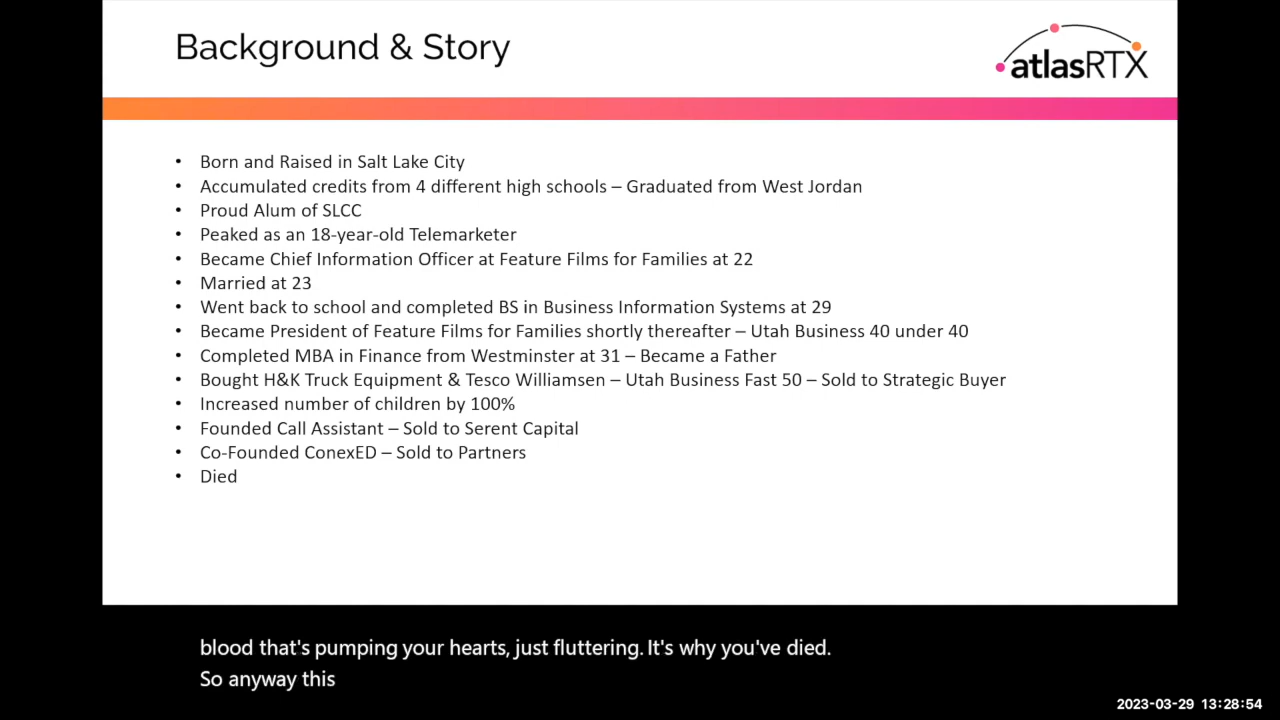 Background & Story
atlasRTX
• Born and Raised in Salt Lake City
• Accumulated credits from 4 different high schools – Graduated from West Jordan
• Proud Alum of SLCC
• Peaked as an 18-year-old Telemarketer
• Became Chief Information Officer at Feature Films for Families at 22
• Married at 23
• Went back to school and completed BS in Business Information Systems at 29
• Became President of Feature Films for Families shortly thereafter – Utah Business 40 under 40
• Completed MBA in Finance from Westminster at 31 – Became a Father
• Bought H&K Truck Equipment & Tesco Williamsen – Utah Business Fast 50 – Sold to Strategic Buyer
• Increased number of children by 100%
• Founded Call Assistant – Sold to Serent Capital
• Co-Founded ConexED – Sold to Partners
• Died
blood that's pumping your hearts, just fluttering. It's why you've died.
So anyway this
2023-03-29 13:28:54